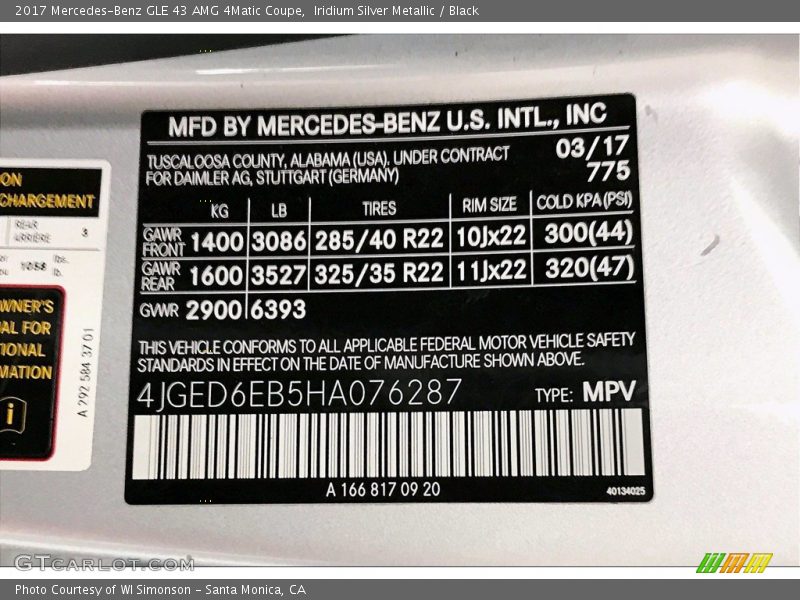 2017 Mercedes-Benz GLE 43 AMG 4Matic Coupe,  Iridium Silver Metallic / Black
MFD BY MERCEDES-BENZ U.S. INTL., INC
TUSCALOOSA COUNTY, ALABAMA (USA). UNDER CONTRACT
FOR DAIMLER AG, STUTTGART (GERMANY)
03/17
775
KG LB TIRES RIM SIZE COLD KPA(PSI)
GAWR FRONT 1400 3086 285/40 R22 10Jx22 300(44)
GAWR REAR 1600 3527 325/35 R22 11Jx22 320(47)
GVWR 2900 6393
THIS VEHICLE CONFORMS TO ALL APPLICABLE FEDERAL MOTOR VEHICLE SAFETY
STANDARDS IN EFFECT ON THE DATE OF MANUFACTURE SHOWN ABOVE.
4JGED6EB5HA076287
TYPE: MPV
A 166 817 09 20
40134025
ON
CHARGEMENT
REAR
ARRIÈRE
3
1058
lbs.
lb.
WNER'S
AL FOR
TIONAL
MATION
i
A 292 584 37 01
GTCARLOT.COM
Photo Courtesy of WI Simonson - Santa Monica, CA